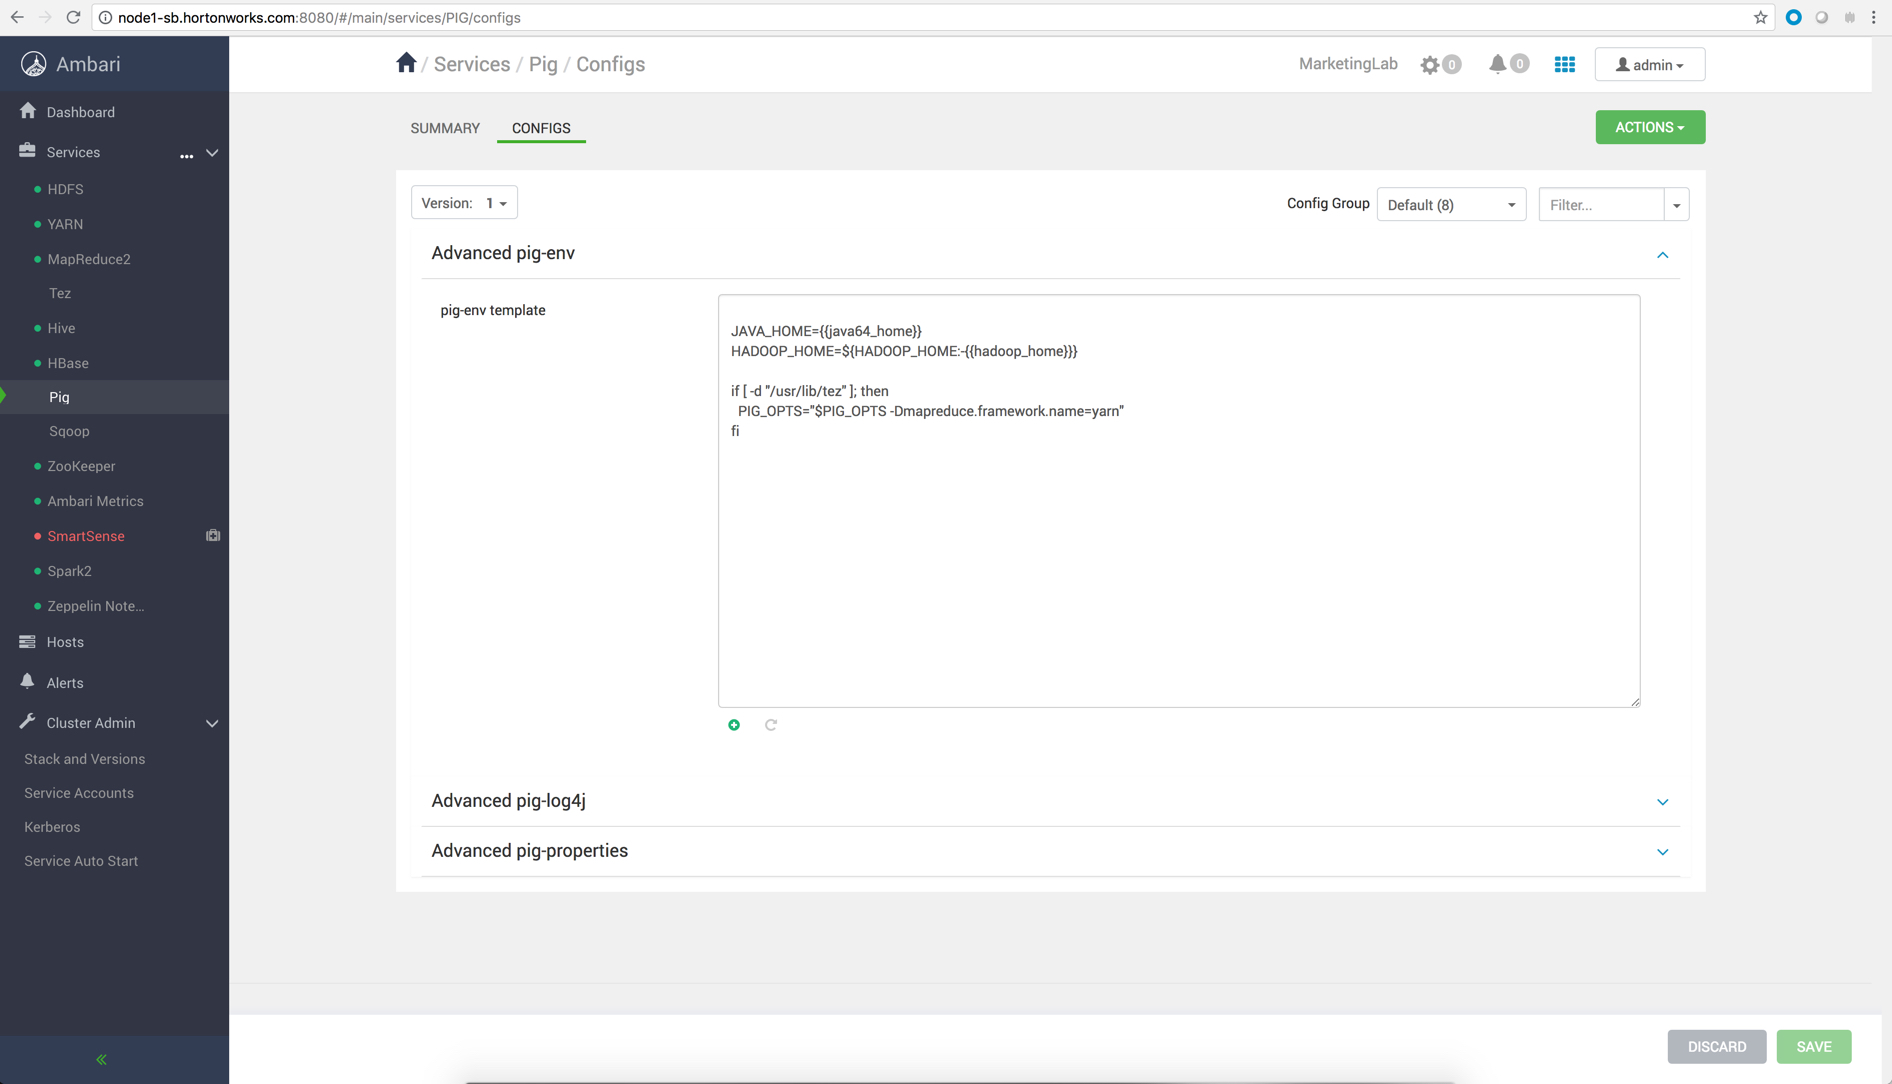 node1-sb.hortonworks.com:8080/#/main/services/PIG/configs
Ambari
/ Services / Pig / Configs
MarketingLab
0
0
admin
Dashboard
Services
...
HDFS
YARN
MapReduce2
Tez
Hive
HBase
Pig
Sqoop
ZooKeeper
Ambari Metrics
SmartSense
Spark2
Zeppelin Note...
Hosts
Alerts
Cluster Admin
Stack and Versions
Service Accounts
Kerberos
Service Auto Start
SUMMARY
CONFIGS
ACTIONS
Version: 1
Config Group
Default (8)
Filter...
Advanced pig-env
pig-env template
JAVA_HOME={{java64_home}}
HADOOP_HOME=${HADOOP_HOME:-{{hadoop_home}}}
if [ -d "/usr/lib/tez" ]; then
PIG_OPTS="$PIG_OPTS -Dmapreduce.framework.name=yarn"
fi
Advanced pig-log4j
Advanced pig-properties
DISCARD
SAVE